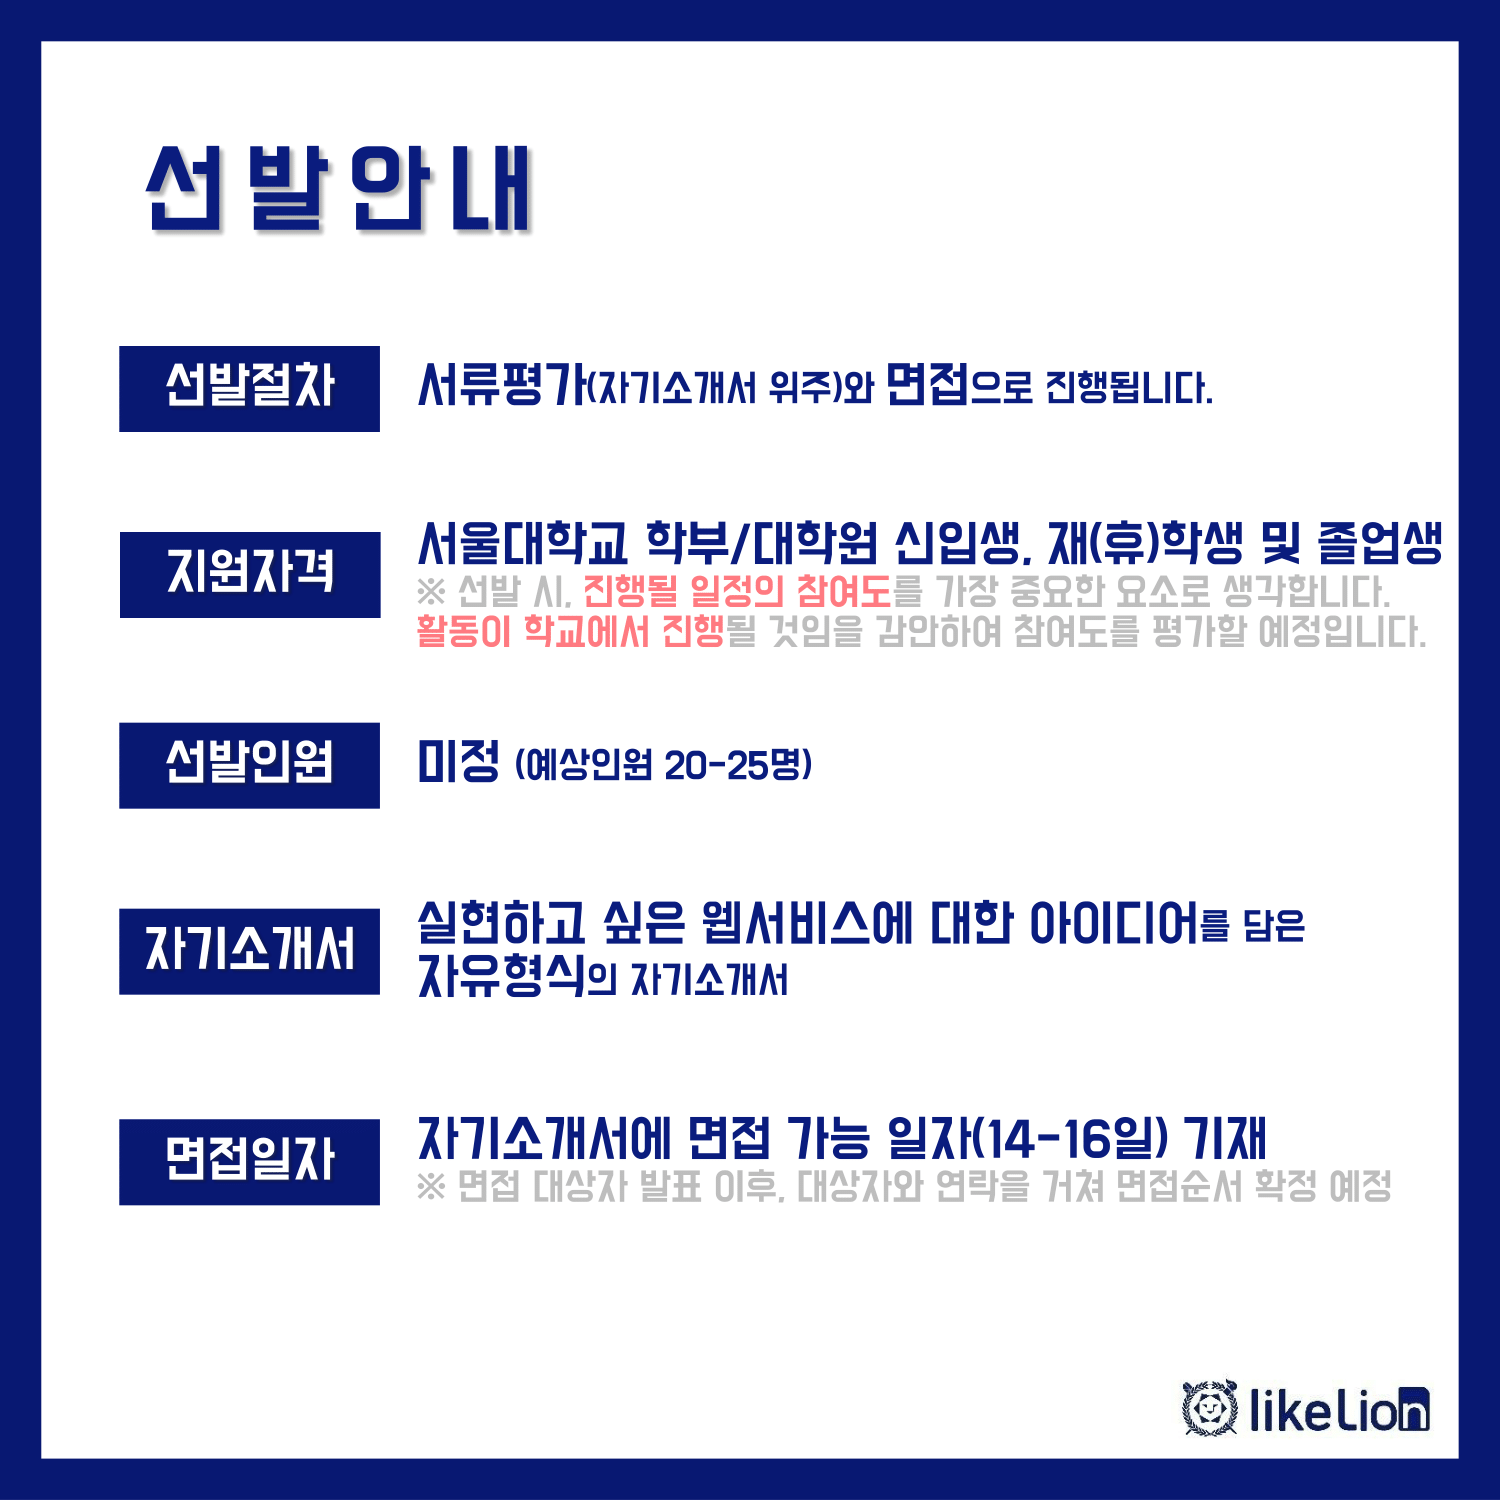 선발안내
선발절차
서류평가(자기소개서 위주)와 면접으로 진행됩니다.
지원자격
서울대학교 학부/대학원 신입생, 재(휴)학생 및 졸업생
※ 선발 시, 진행될 일정의 참여도를 가장 중요한 요소로 생각합니다.
활동이 학교에서 진행될 것임을 감안하여 참여도를 평가할 예정입니다.
선발인원
미정 (예상인원 20-25명)
자기소개서
실현하고 싶은 웹서비스에 대한 아이디어를 담은
자유형식의 자기소개서
면접일자
자기소개서에 면접 가능 일자(14-16일) 기재
※ 면접 대상자 발표 이후, 대상자와 연락을 거쳐 면접순서 확정 예정
likeLion